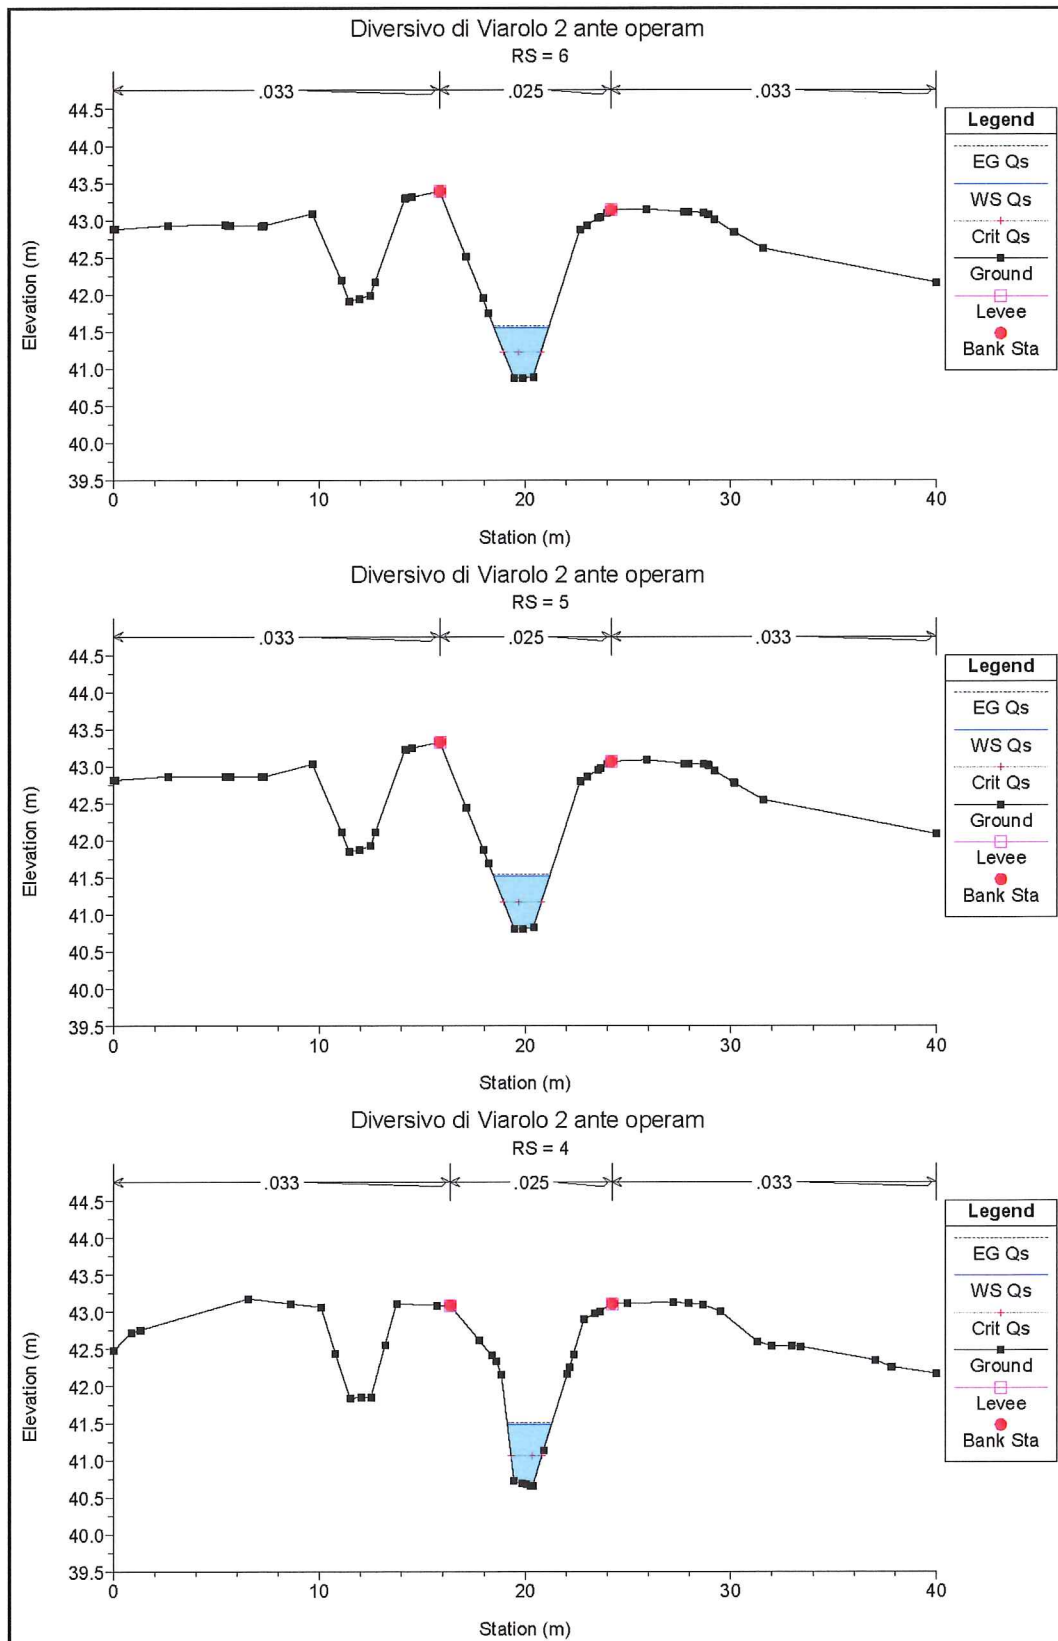 Diversivo di Viarolo 2 ante operam
RS = 6
.033 .025 .033
44.5
44.0
43.5
43.0
42.5
42.0
41.5
41.0
40.5
40.0
39.5
Elevation (m)
0 10 20 30 40
Station (m)
Legend
EG Qs
WS Qs
Crit Qs
Ground
Levee
Bank Sta
Diversivo di Viarolo 2 ante operam
RS = 5
.033 .025 .033
44.5
44.0
43.5
43.0
42.5
42.0
41.5
41.0
40.5
40.0
39.5
Elevation (m)
0 10 20 30 40
Station (m)
Legend
EG Qs
WS Qs
Crit Qs
Ground
Levee
Bank Sta
Diversivo di Viarolo 2 ante operam
RS = 4
.033 .025 .033
44.5
44.0
43.5
43.0
42.5
42.0
41.5
41.0
40.5
40.0
39.5
Elevation (m)
0 10 20 30 40
Station (m)
Legend
EG Qs
WS Qs
Crit Qs
Ground
Levee
Bank Sta